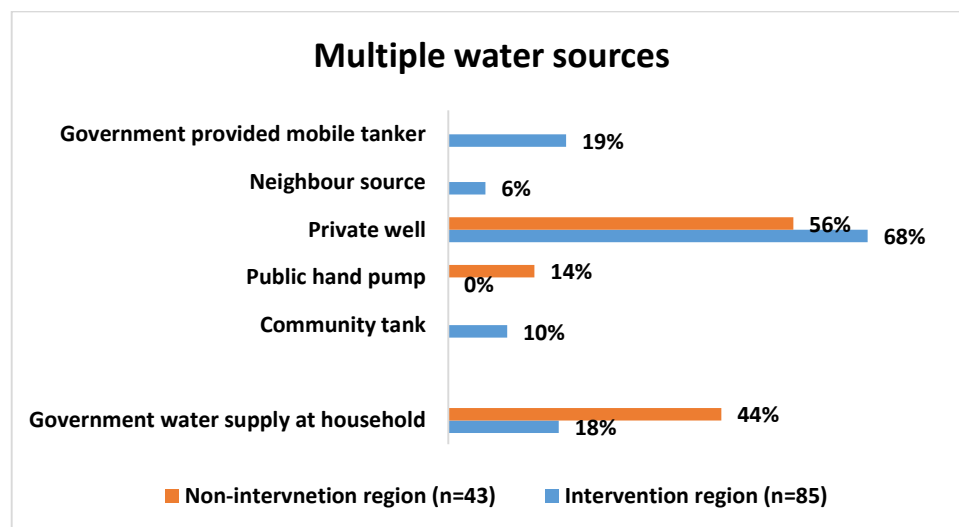 Multiple water sources
Government provided mobile tanker
19%
Neighbour source
6%
Private well
56%
68%
Public hand pump
14%
0%
Community tank
10%
Government water supply at household
44%
18%
Non-intervnetion region (n=43)
Intervention region (n=85)